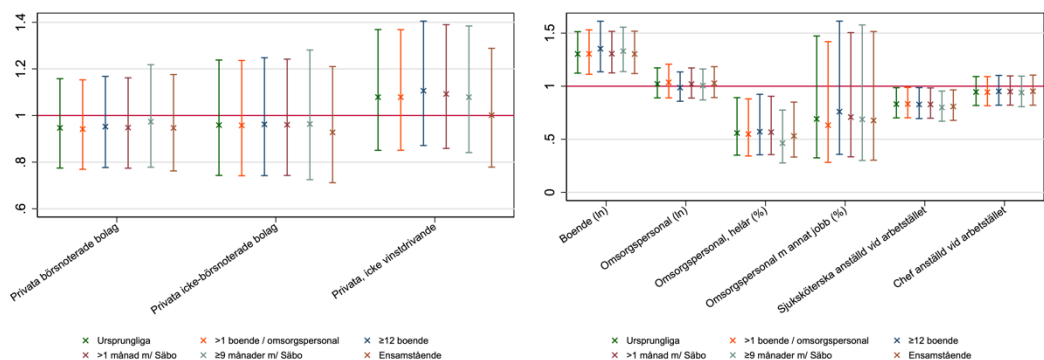 1.4
1.2
1
.8
.6
Privata börsnoterade bolag
Privata icke-börsnoterade bolag
Privata, icke vinstdrivande
× Ursprungliga × >1 boende / omsorgspersonal × ≥12 boende
× >1 månad m/ Säbo × ≥9 månader m/ Säbo × Ensamstående
1.5
1
.5
0
Boende (ln)
Omsorgspersonal (ln)
Omsorgspersonal, helår (%)
Omsorgspersonal m annat jobb (%)
Sjuksköterska anställd vid arbetstället
Chef anställd vid arbetstället
× Ursprungliga × >1 boende / omsorgspersonal × ≥12 boende
× >1 månad m/ Säbo × ≥9 månader m/ Säbo × Ensamstående